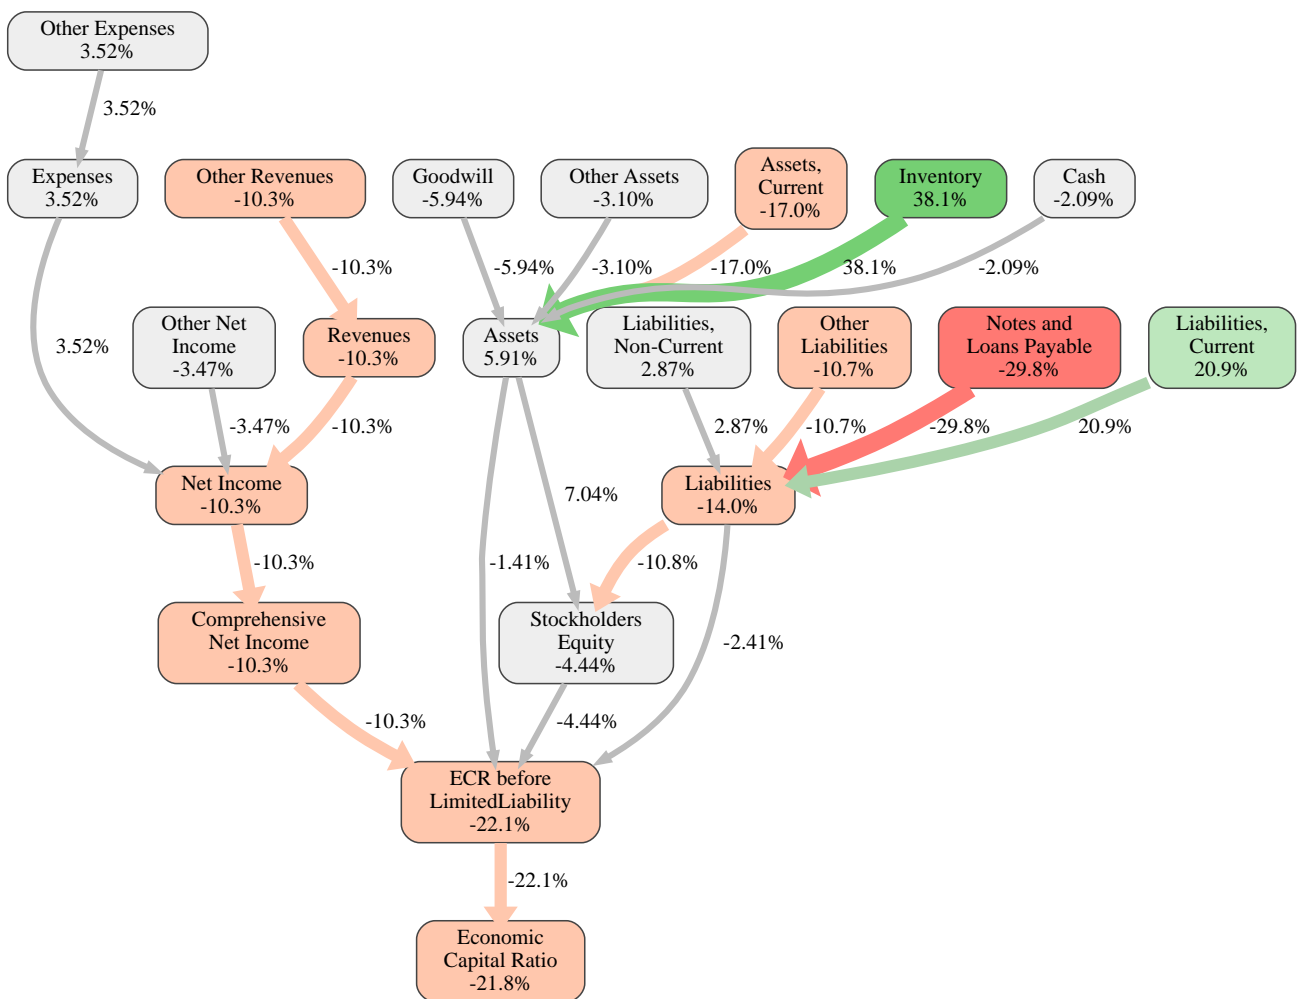 Other Expenses
3.52%
3.52%
Expenses
3.52%
Other Revenues
-10.3%
Goodwill
-5.94%
Other Assets
-3.10%
Assets,
Current
-17.0%
Inventory
38.1%
Cash
-2.09%
-10.3%
-5.94%
-3.10%
-17.0%
38.1%
-2.09%
3.52%
Other Net
Income
-3.47%
Revenues
-10.3%
Assets
5.91%
Liabilities,
Non-Current
2.87%
Other
Liabilities
-10.7%
Notes and
Loans Payable
-29.8%
Liabilities,
Current
20.9%
-3.47%
-10.3%
2.87%
-10.7%
-29.8%
20.9%
Net Income
-10.3%
7.04%
Liabilities
-14.0%
-10.3%
-1.41%
-10.8%
Comprehensive
Net Income
-10.3%
Stockholders
Equity
-4.44%
-2.41%
-10.3%
-4.44%
ECR before
LimitedLiability
-22.1%
-22.1%
Economic
Capital Ratio
-21.8%